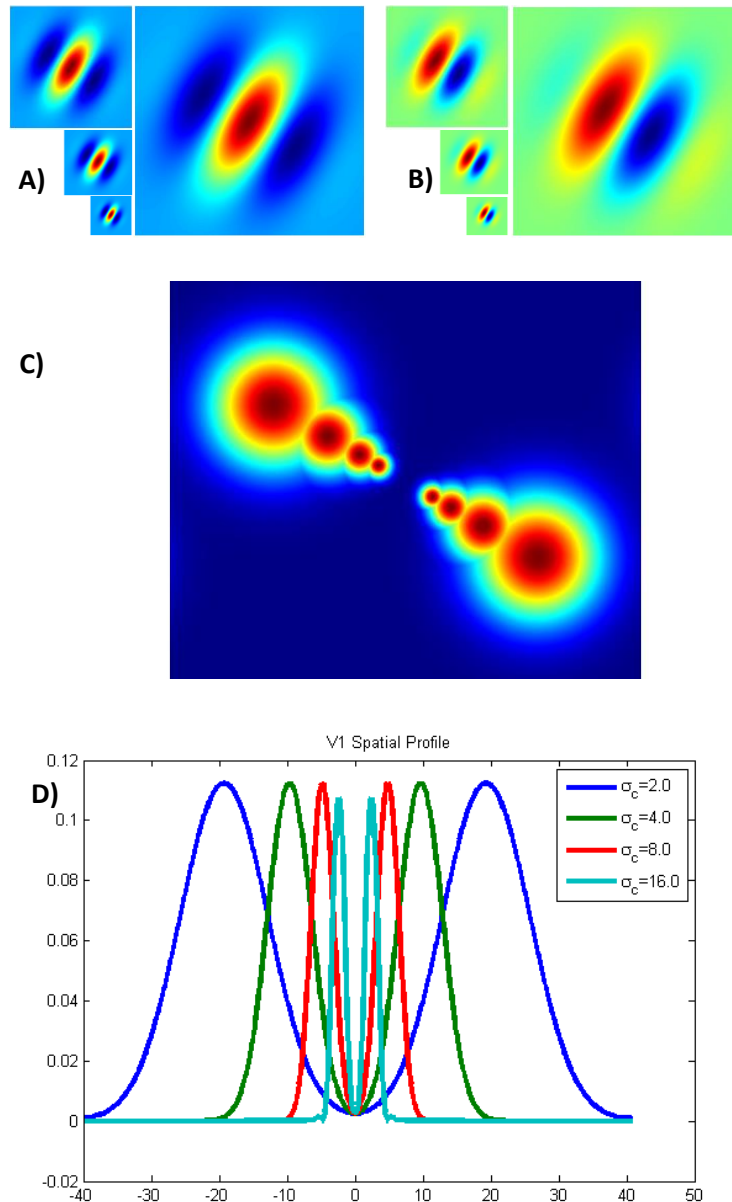 A)
B)
C)
D)
V1 Spatial Profile
0.12
0.1
0.08
0.06
0.04
0.02
0
-0.02
σc=2.0
σc=4.0
σc=8.0
σc=16.0
-40 -30 -20 -10 0 10 20 30 40 50